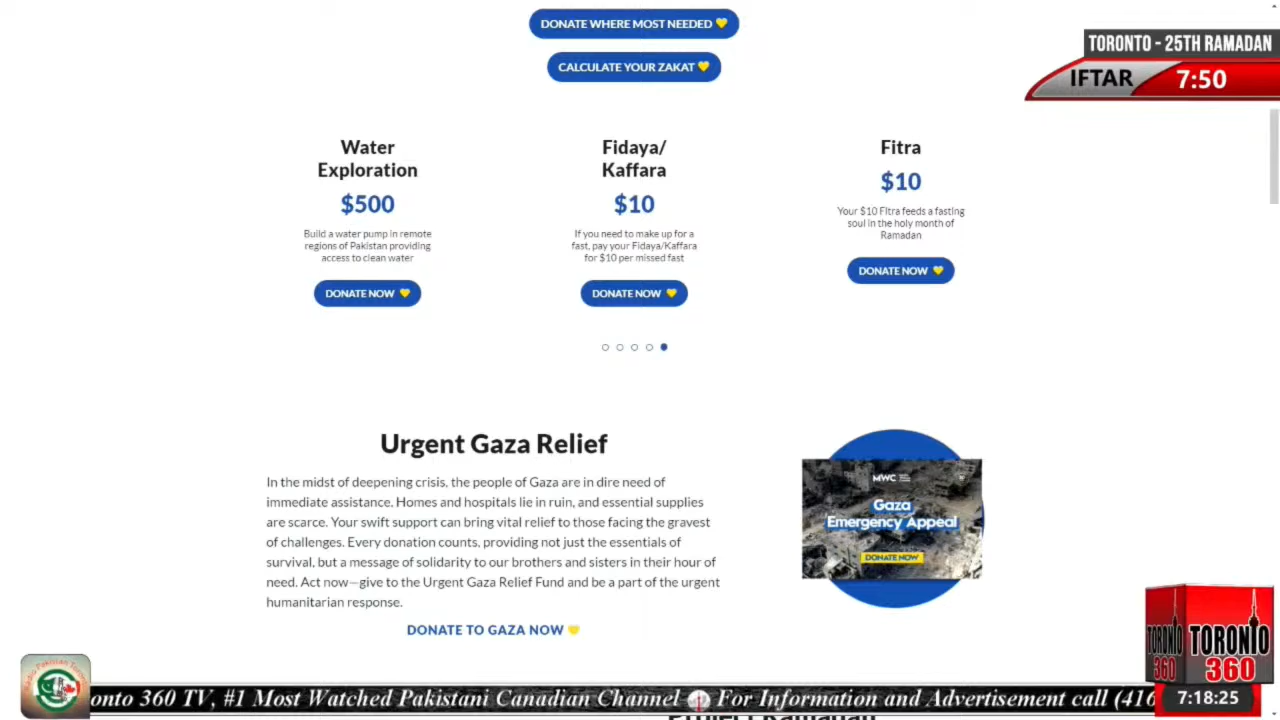 DONATE WHERE MOST NEEDED
CALCULATE YOUR ZAKAT
TORONTO - 25TH RAMADAN
IFTAR 7:50
Water
Exploration
$500
Build a water pump in remote
regions of Pakistan providing
access to clean water
DONATE NOW
Fidaya/
Kaffara
$10
If you need to make up for a
fast, pay your Fidaya/Kaffara
for $10 per missed fast
DONATE NOW
Fitra
$10
Your $10 Fitra feeds a fasting
soul in the holy month of
Ramadan
DONATE NOW
Urgent Gaza Relief
In the midst of deepening crisis, the people of Gaza are in dire need of
immediate assistance. Homes and hospitals lie in ruin, and essential supplies
are scarce. Your swift support can bring vital relief to those facing the gravest
of challenges. Every donation counts, providing not just the essentials of
survival, but a message of solidarity to our brothers and sisters in their hour of
need. Act now—give to the Urgent Gaza Relief Fund and be a part of the urgent
humanitarian response.
DONATE TO GAZA NOW
MWC
Gaza
Emergency Appeal
DONATE NOW
TORONTO
360
TORONTO
360
onto 360 TV, #1 Most Watched Pakistani Canadian Channel For Information and Advertisement call (416
7:18:25
Project Ramadan